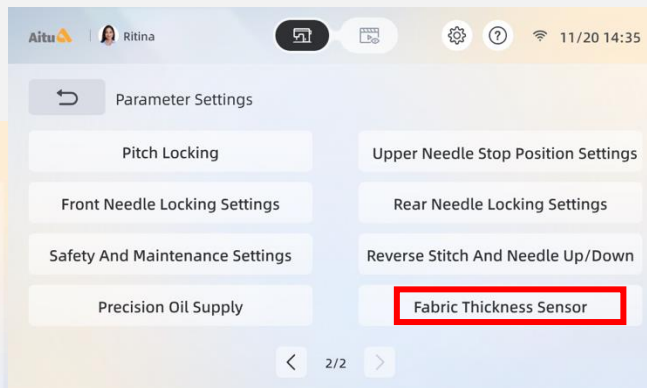 Aitu Ritina 11/20 14:35
Parameter Settings
Pitch Locking
Upper Needle Stop Position Settings
Front Needle Locking Settings
Rear Needle Locking Settings
Safety And Maintenance Settings
Reverse Stitch And Needle Up/Down
Precision Oil Supply
Fabric Thickness Sensor
2/2